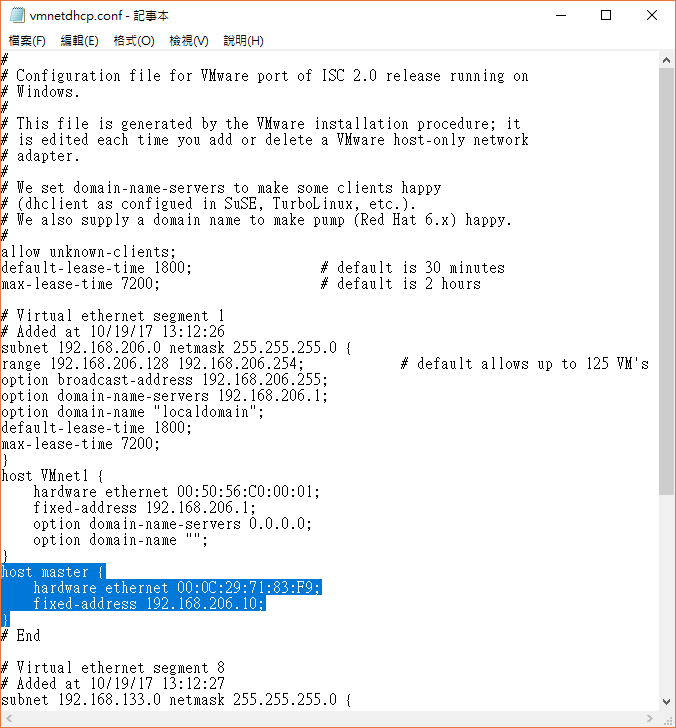 vmnetdhcp.conf - 記事本
檔案(F) 編輯(E) 格式(O) 檢視(V) 說明(H)
#
# Configuration file for VMware port of ISC 2.0 release running on
# Windows.
#
# This file is generated by the VMware installation procedure; it
# is edited each time you add or delete a VMware host-only network
# adapter.
#
# We set domain-name-servers to make some clients happy
# (dhclient as configued in SuSE, TurboLinux, etc.).
# We also supply a domain name to make pump (Red Hat 6.x) happy.
#
allow unknown-clients;
default-lease-time 1800;                # default is 30 minutes
max-lease-time 7200;                    # default is 2 hours

# Virtual ethernet segment 1
# Added at 10/19/17 13:12:26
subnet 192.168.206.0 netmask 255.255.255.0 {
range 192.168.206.128 192.168.206.254;            # default allows up to 125 VM's
option broadcast-address 192.168.206.255;
option domain-name-servers 192.168.206.1;
option domain-name "localdomain";
default-lease-time 1800;
max-lease-time 7200;
}
host VMnet1 {
    hardware ethernet 00:50:56:C0:00:01;
    fixed-address 192.168.206.1;
    option domain-name-servers 0.0.0.0;
    option domain-name "";
}
host master {
    hardware ethernet 00:0C:29:71:83:F9;
    fixed-address 192.168.206.10;
}
# End

# Virtual ethernet segment 8
# Added at 10/19/17 13:12:27
subnet 192.168.133.0 netmask 255.255.255.0 {